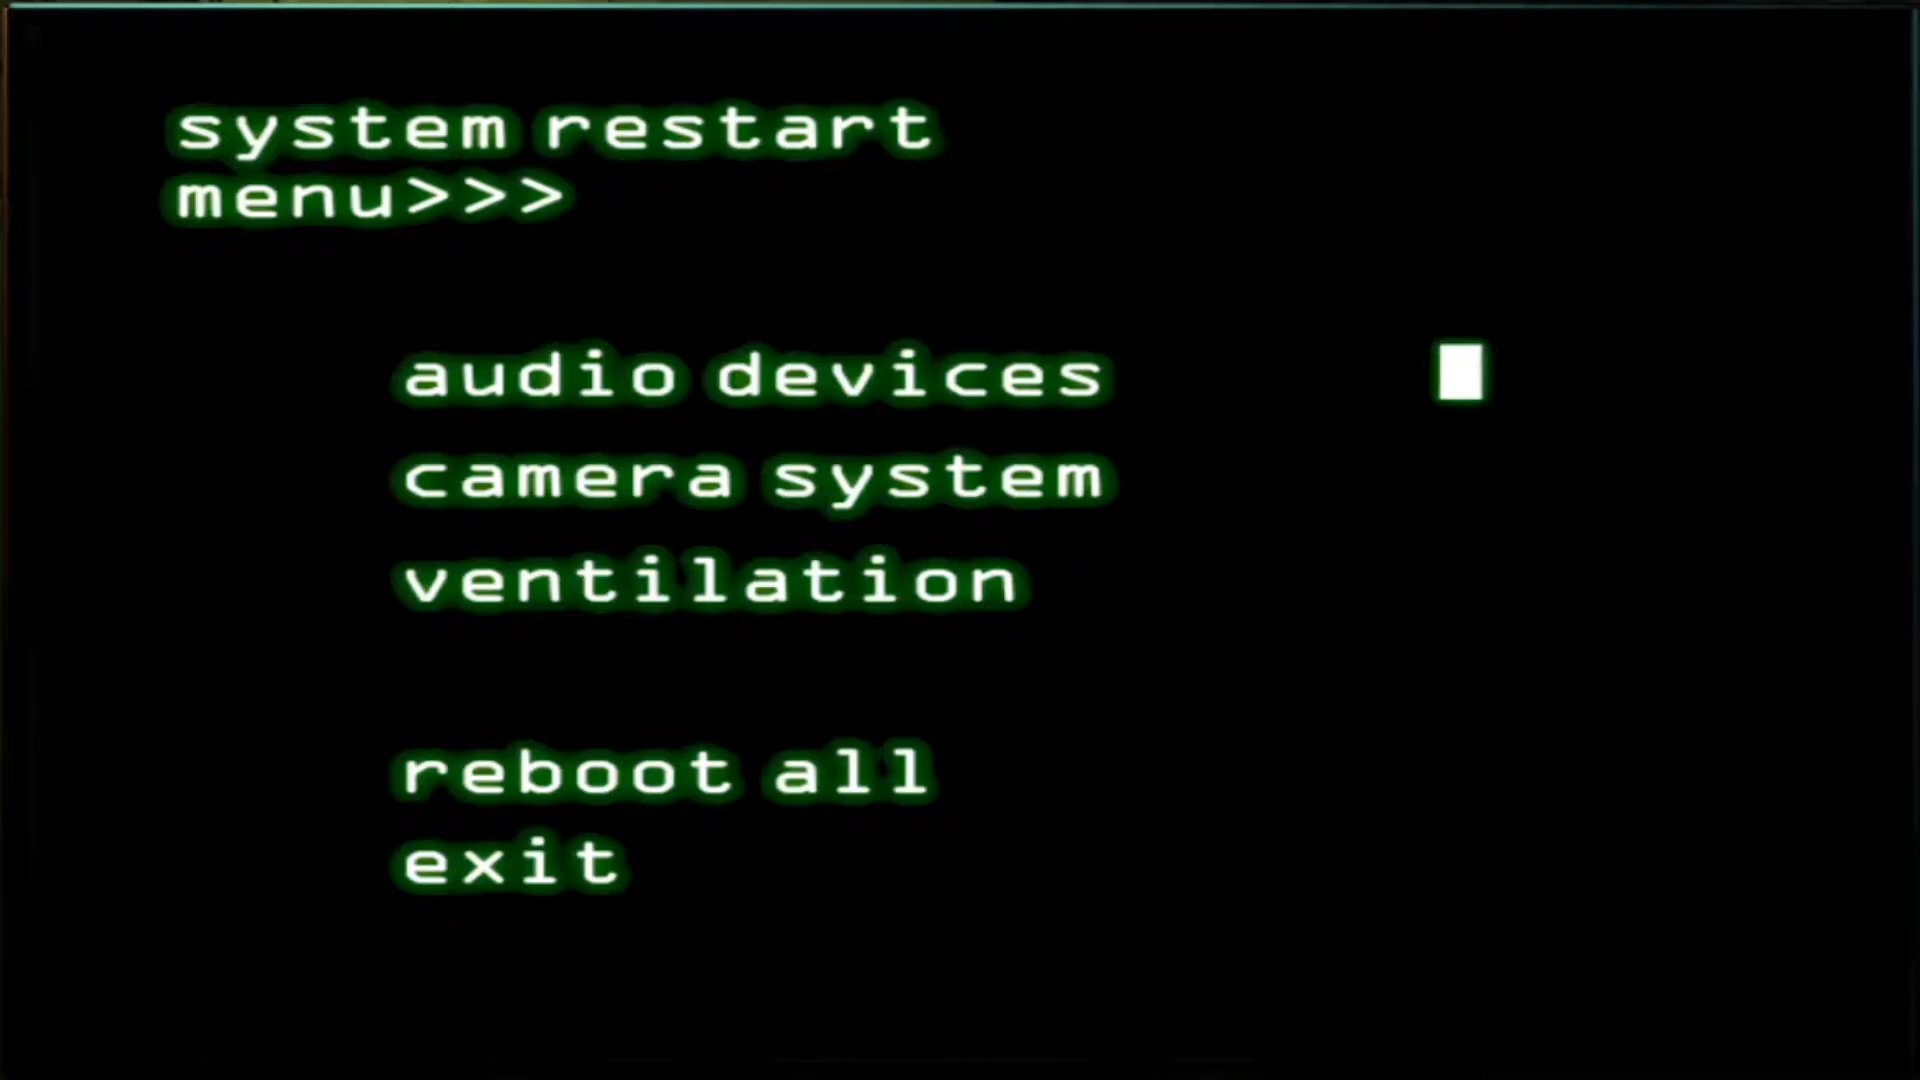 system restart
menu>>>
audio devices
camera system
ventilation
reboot all
exit